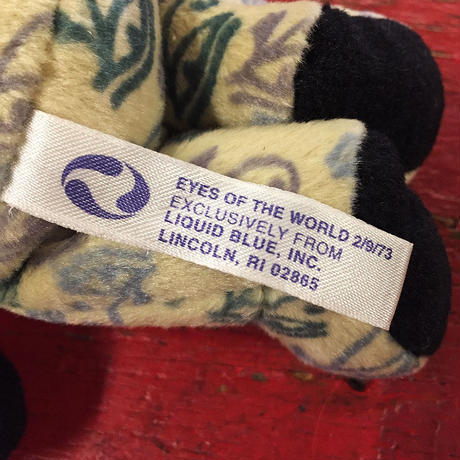 EYES OF THE WORLD 2/9/73
EXCLUSIVELY FROM
LIQUID BLUE, INC.
LINCOLN, RI 02865